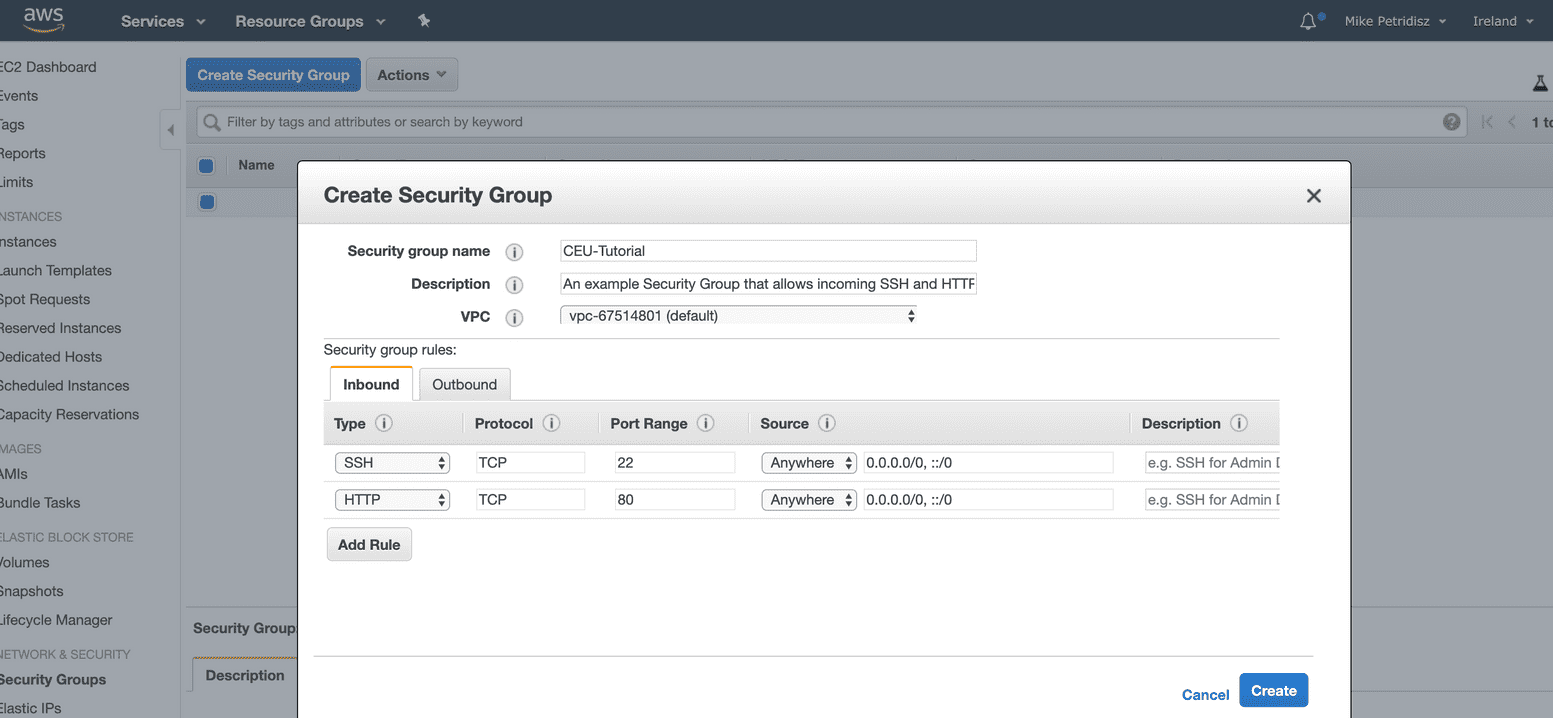 aws Services Resource Groups Mike Petridisz Ireland
EC2 Dashboard
Events
Tags
Reports
Limits
INSTANCES
Instances
Launch Templates
Spot Requests
Reserved Instances
Dedicated Hosts
Scheduled Instances
Capacity Reservations
IMAGES
AMIs
Bundle Tasks
ELASTIC BLOCK STORE
Volumes
Snapshots
Lifecycle Manager
NETWORK & SECURITY
Security Groups
Elastic IPs
Create Security Group Actions
Filter by tags and attributes or search by keyword ? 1 to
Name
Create Security Group
Security group name i CEU-Tutorial
Description i An example Security Group that allows incoming SSH and HTTP
VPC i vpc-67514801 (default)
Security group rules:
Inbound Outbound
Type i Protocol i Port Range i Source i Description i
SSH TCP 22 Anywhere 0.0.0.0/0, ::/0 e.g. SSH for Admin D
HTTP TCP 80 Anywhere 0.0.0.0/0, ::/0 e.g. SSH for Admin D
Add Rule
Cancel Create
Security Group
Description